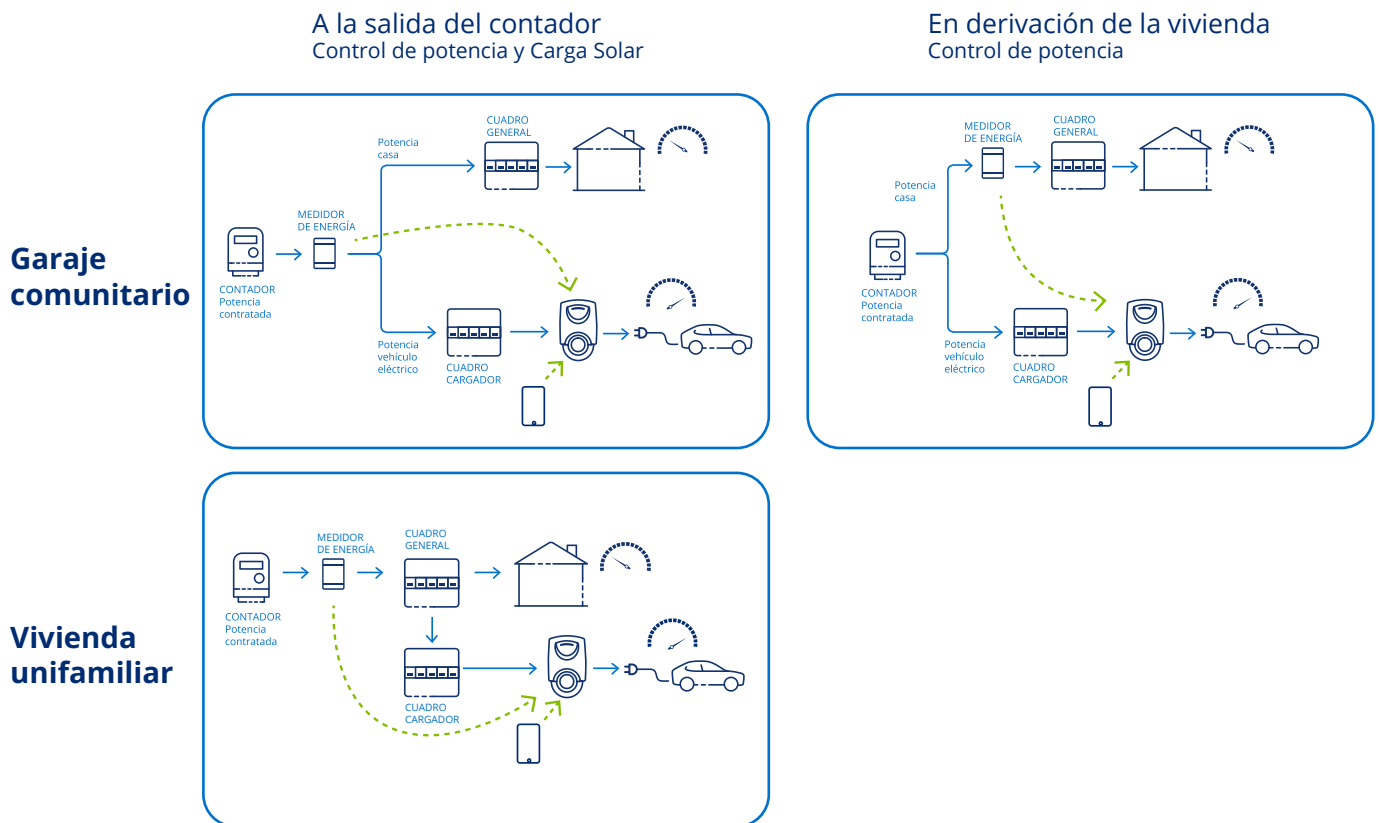 A la salida del contador
Control de potencia y Carga Solar
En derivación de la vivienda
Control de potencia
Garaje
comunitario
CUADRO
GENERAL
Potencia
casa
MEDIDOR
DE ENERGÍA
CONTADOR
Potencia
contratada
Potencia
vehículo
eléctrico
CUADRO
CARGADOR
MEDIDOR
DE ENERGÍA
CUADRO
GENERAL
Potencia
casa
CONTADOR
Potencia
contratada
Potencia
vehículo
eléctrico
CUADRO
CARGADOR
Vivienda
unifamiliar
MEDIDOR
DE ENERGÍA
CUADRO
GENERAL
CONTADOR
Potencia
contratada
CUADRO
CARGADOR